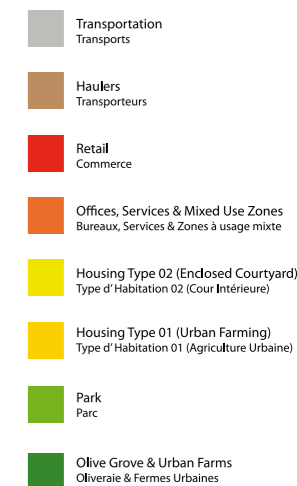 Transportation
Transports
Haulers
Transporteurs
Retail
Commerce
Offices, Services & Mixed Use Zones
Bureaux, Services & Zones à usage mixte
Housing Type 02 (Enclosed Courtyard)
Type d'Habitation 02 (Cour Intérieure)
Housing Type 01 (Urban Farming)
Type d'Habitation 01 (Agriculture Urbaine)
Park
Parc
Olive Grove & Urban Farms
Oliveraie & Fermes Urbaines